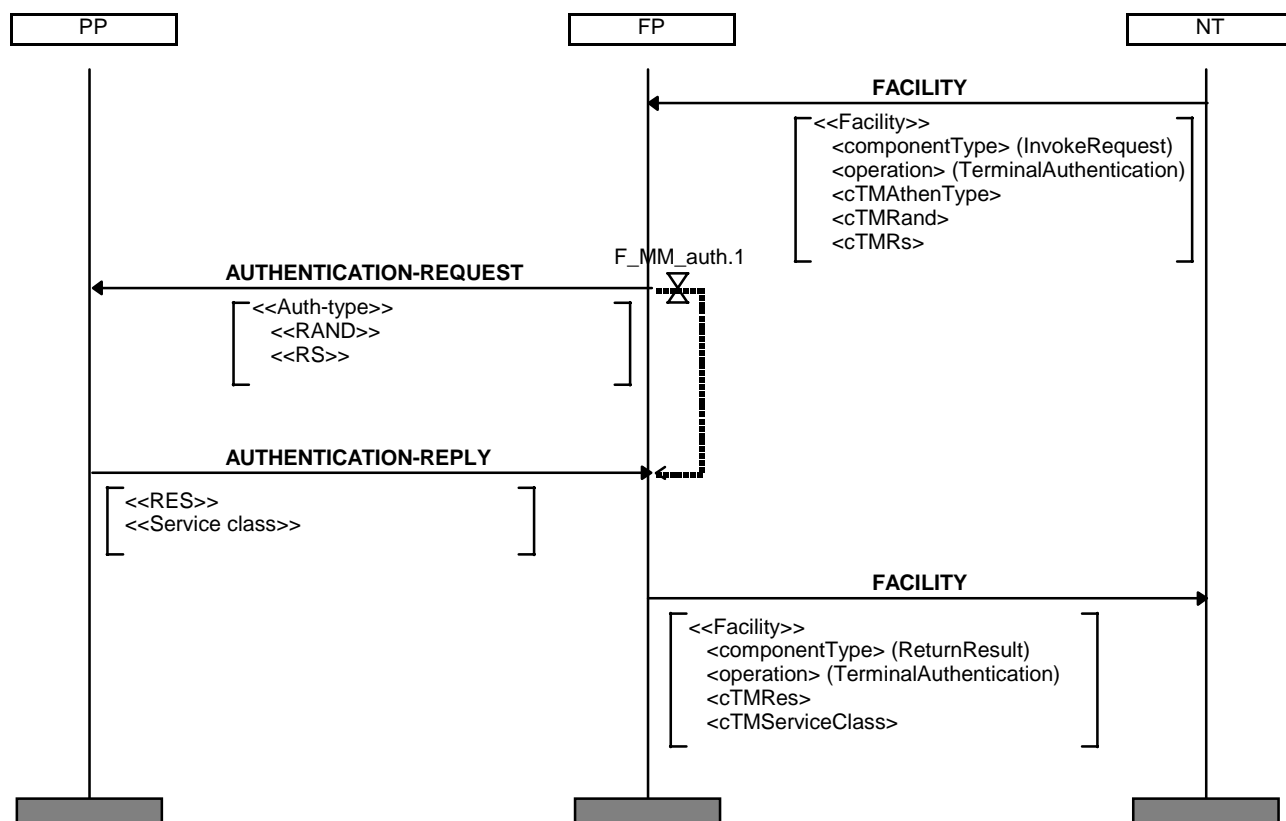 PP
FP
NT
FACILITY
<<Facility>>
<componentType> (InvokeRequest)
<operation> (TerminalAuthentication)
<cTMAthenType>
<cTMRand>
<cTMRs>
F_MM_auth.1
AUTHENTICATION-REQUEST
<<Auth-type>>
<<RAND>>
<<RS>>
AUTHENTICATION-REPLY
<<RES>>
<<Service class>>
FACILITY
<<Facility>>
<componentType> (ReturnResult)
<operation> (TerminalAuthentication)
<cTMRes>
<cTMServiceClass>